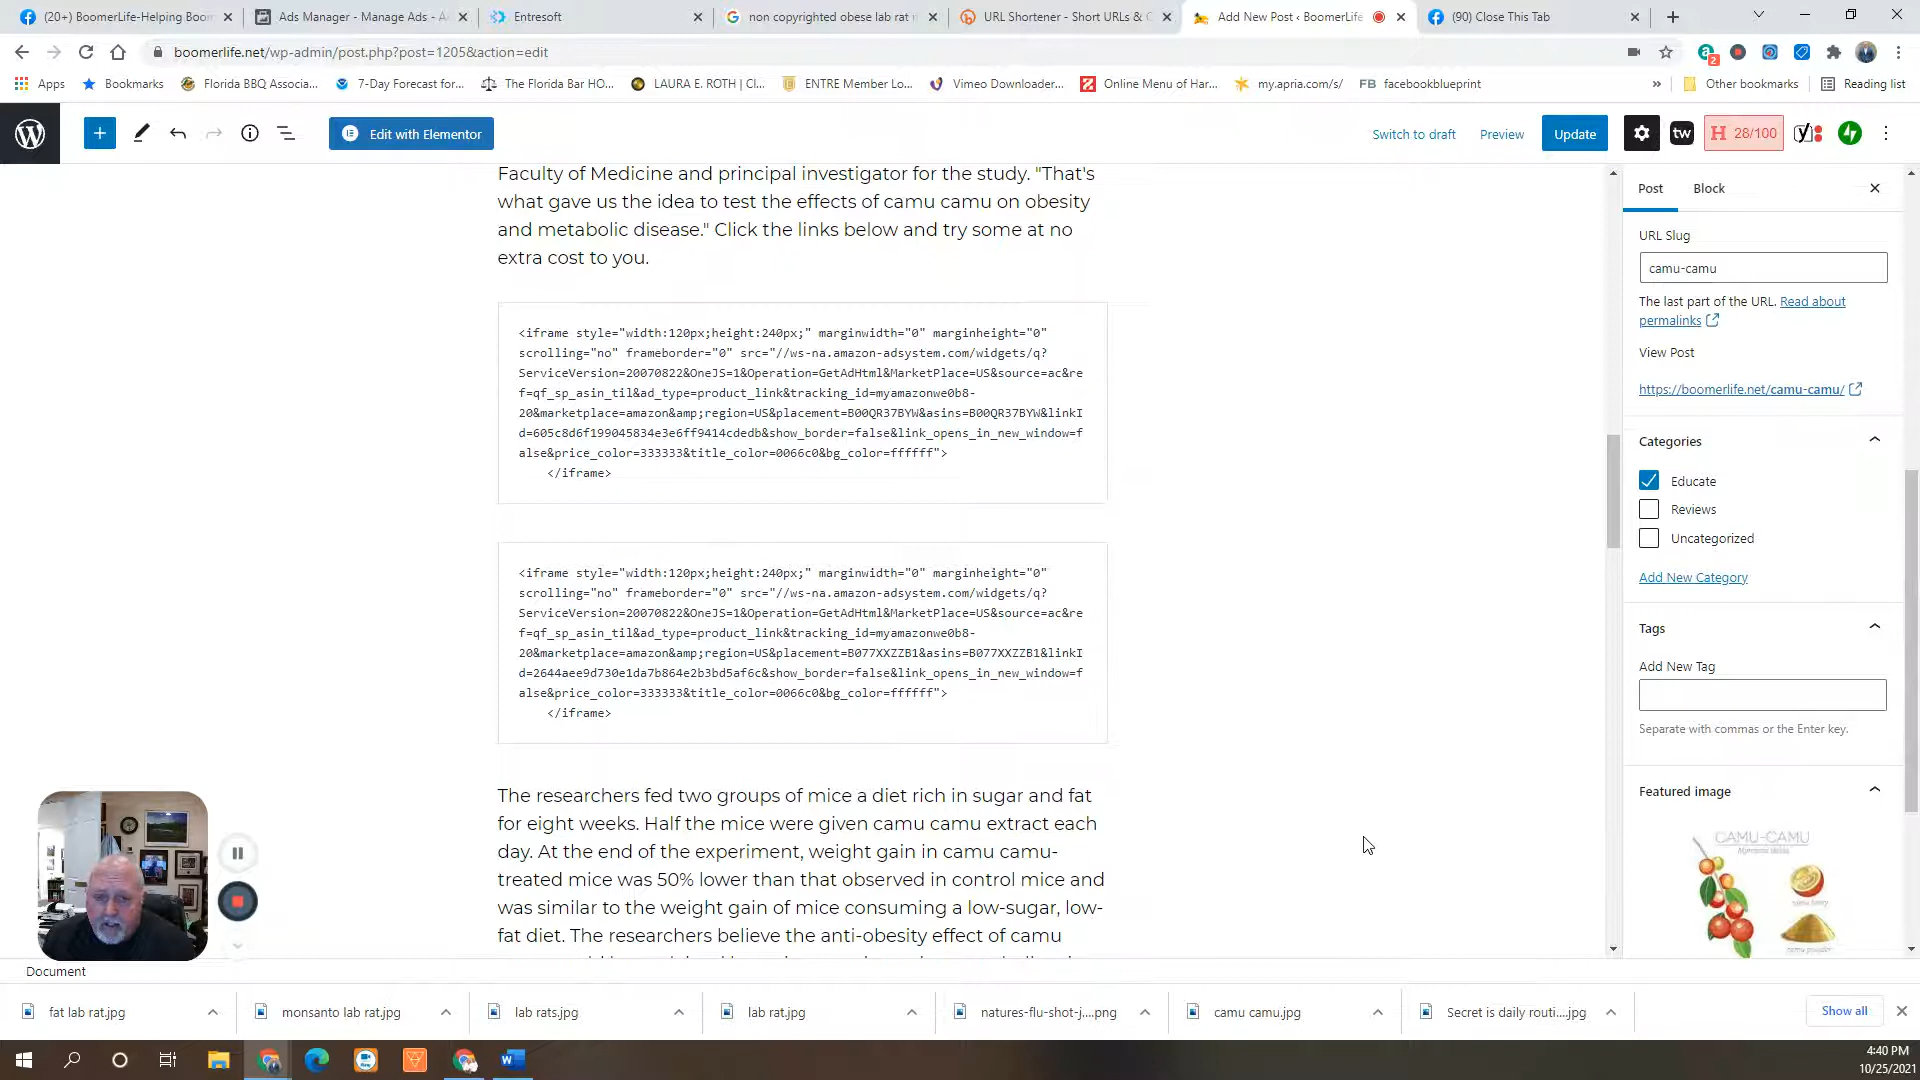 (20+) BoomerLife-Helping Boom
Ads Manager - Manage Ads - A
Entresoft
non copyrighted obese lab rat
URL Shortener - Short URLs & C
Add New Post ‹ BoomerLife
(90) Close This Tab
boomerlife.net/wp-admin/post.php?post=1205&action=edit
2
Apps
Bookmarks
Florida BBQ Associa...
7-Day Forecast for...
The Florida Bar HO...
LAURA E. ROTH | Cl...
ENTRE Member Lo...
Vimeo Downloader...
Online Menu of Har...
my.apria.com/s/
FB facebookblueprint
»
Other bookmarks
Reading list
Edit with Elementor
Switch to draft
Preview
Update
tw
H 28/100
Faculty of Medicine and principal investigator for the study. "That's
what gave us the idea to test the effects of camu camu on obesity
and metabolic disease." Click the links below and try some at no
extra cost to you.
<iframe style="width:120px;height:240px;" marginwidth="0" marginheight="0"
scrolling="no" frameborder="0" src="//ws-na.amazon-adsystem.com/widgets/q?
ServiceVersion=20070822&OneJS=1&Operation=GetAdHtml&MarketPlace=US&source=ac&re
f=qf_sp_asin_til&ad_type=product_link&tracking_id=myamazonwe0b8-
20&marketplace=amazon&amp;region=US&placement=B00QR37BYW&asins=B00QR37BYW&linkI
d=605c8d6f199045834e3e6ff9414cdedb&show_border=false&link_opens_in_new_window=f
alse&price_color=333333&title_color=0066c0&bg_color=ffffff">
</iframe>
<iframe style="width:120px;height:240px;" marginwidth="0" marginheight="0"
scrolling="no" frameborder="0" src="//ws-na.amazon-adsystem.com/widgets/q?
ServiceVersion=20070822&OneJS=1&Operation=GetAdHtml&MarketPlace=US&source=ac&re
f=qf_sp_asin_til&ad_type=product_link&tracking_id=myamazonwe0b8-
20&marketplace=amazon&amp;region=US&placement=B077XXZZB1&asins=B077XXZZB1&linkI
d=2644aee9d730e1da7b864e2b3bd5af6c&show_border=false&link_opens_in_new_window=f
alse&price_color=333333&title_color=0066c0&bg_color=ffffff">
</iframe>
The researchers fed two groups of mice a diet rich in sugar and fat
for eight weeks. Half the mice were given camu camu extract each
day. At the end of the experiment, weight gain in camu camu-
treated mice was 50% lower than that observed in control mice and
was similar to the weight gain of mice consuming a low-sugar, low-
fat diet. The researchers believe the anti-obesity effect of camu
Post
Block
URL Slug
camu-camu
The last part of the URL. Read about
permalinks
View Post
https://boomerlife.net/camu-camu/
Categories
Educate
Reviews
Uncategorized
Add New Category
Tags
Add New Tag
Separate with commas or the Enter key.
Featured image
CAMU-CAMU
Document
fat lab rat.jpg
monsanto lab rat.jpg
lab rats.jpg
lab rat.jpg
natures-flu-shot-j....png
camu camu.jpg
Secret is daily routi....jpg
Show all
4:40 PM
10/25/2021